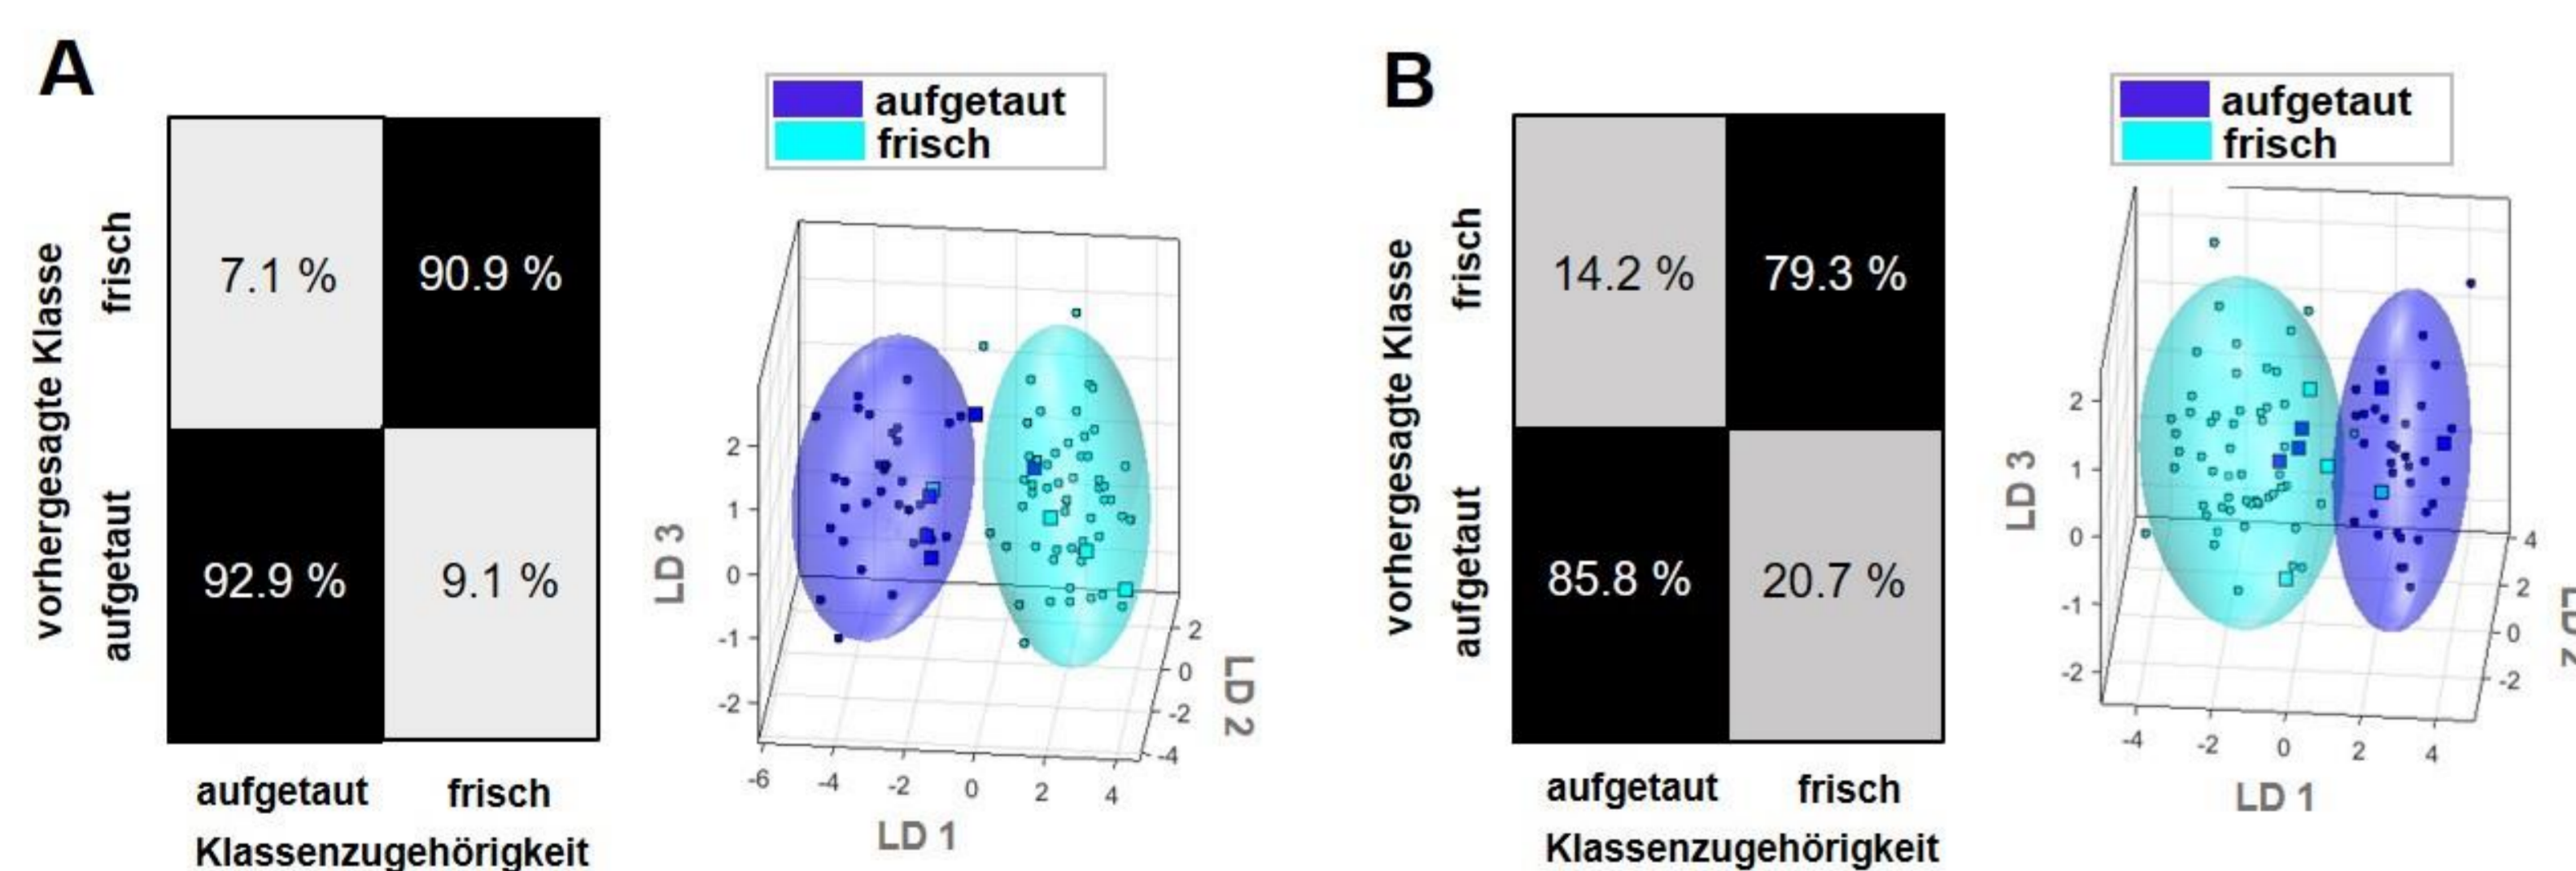 A
aufgetaut
frisch
vorhergesagte Klasse
frisch
aufgetaut
7.1 %
90.9 %
92.9 %
9.1 %
aufgetaut
frisch
Klassenzugehörigkeit
LD 3
2
1
0
-1
-2
-6
-4
-2
0
2
4
LD 1
2
0
-2
-4
LD 2
B
aufgetaut
frisch
vorhergesagte Klasse
frisch
aufgetaut
14.2 %
79.3 %
85.8 %
20.7 %
aufgetaut
frisch
Klassenzugehörigkeit
LD 3
2
1
0
-1
-2
-4
-2
0
2
4
LD 1
4
2
0
-2
LD 2